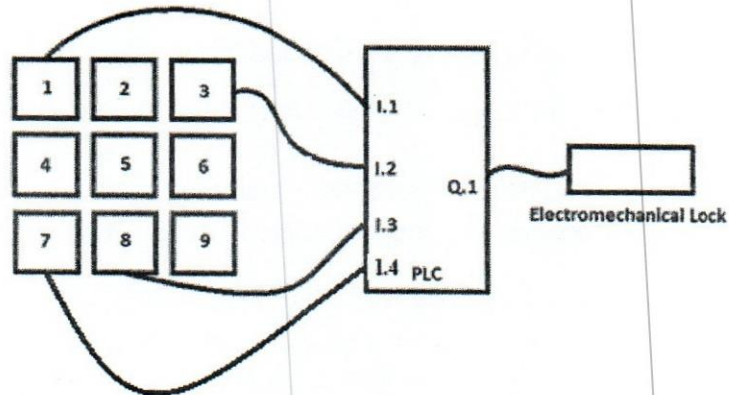 1 2 3
4 5 6
7 8 9
I.1
I.2
I.3
I.4
Q.1
PLC
Electromechanical Lock